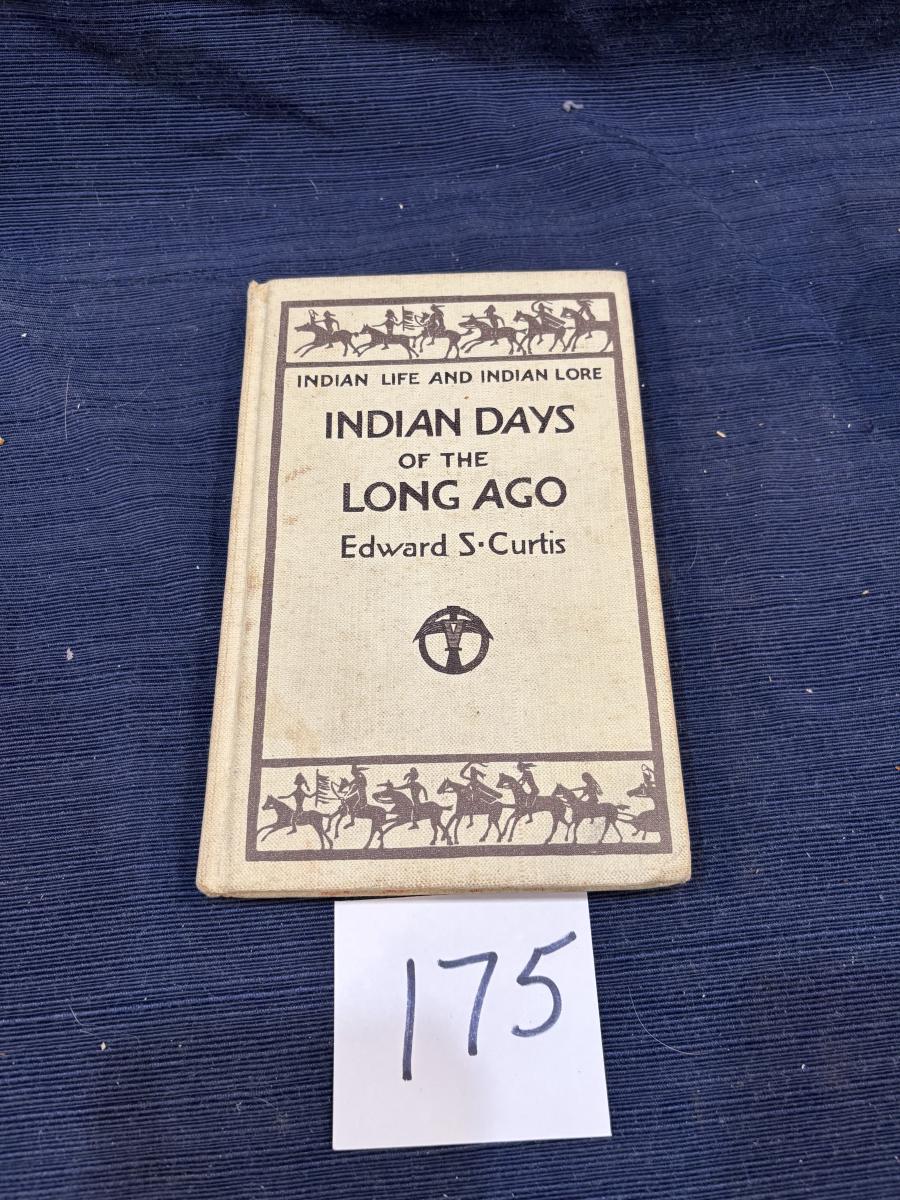 INDIAN LIFE AND INDIAN LORE
INDIAN DAYS
OF THE
LONG AGO
Edward S. Curtis
175